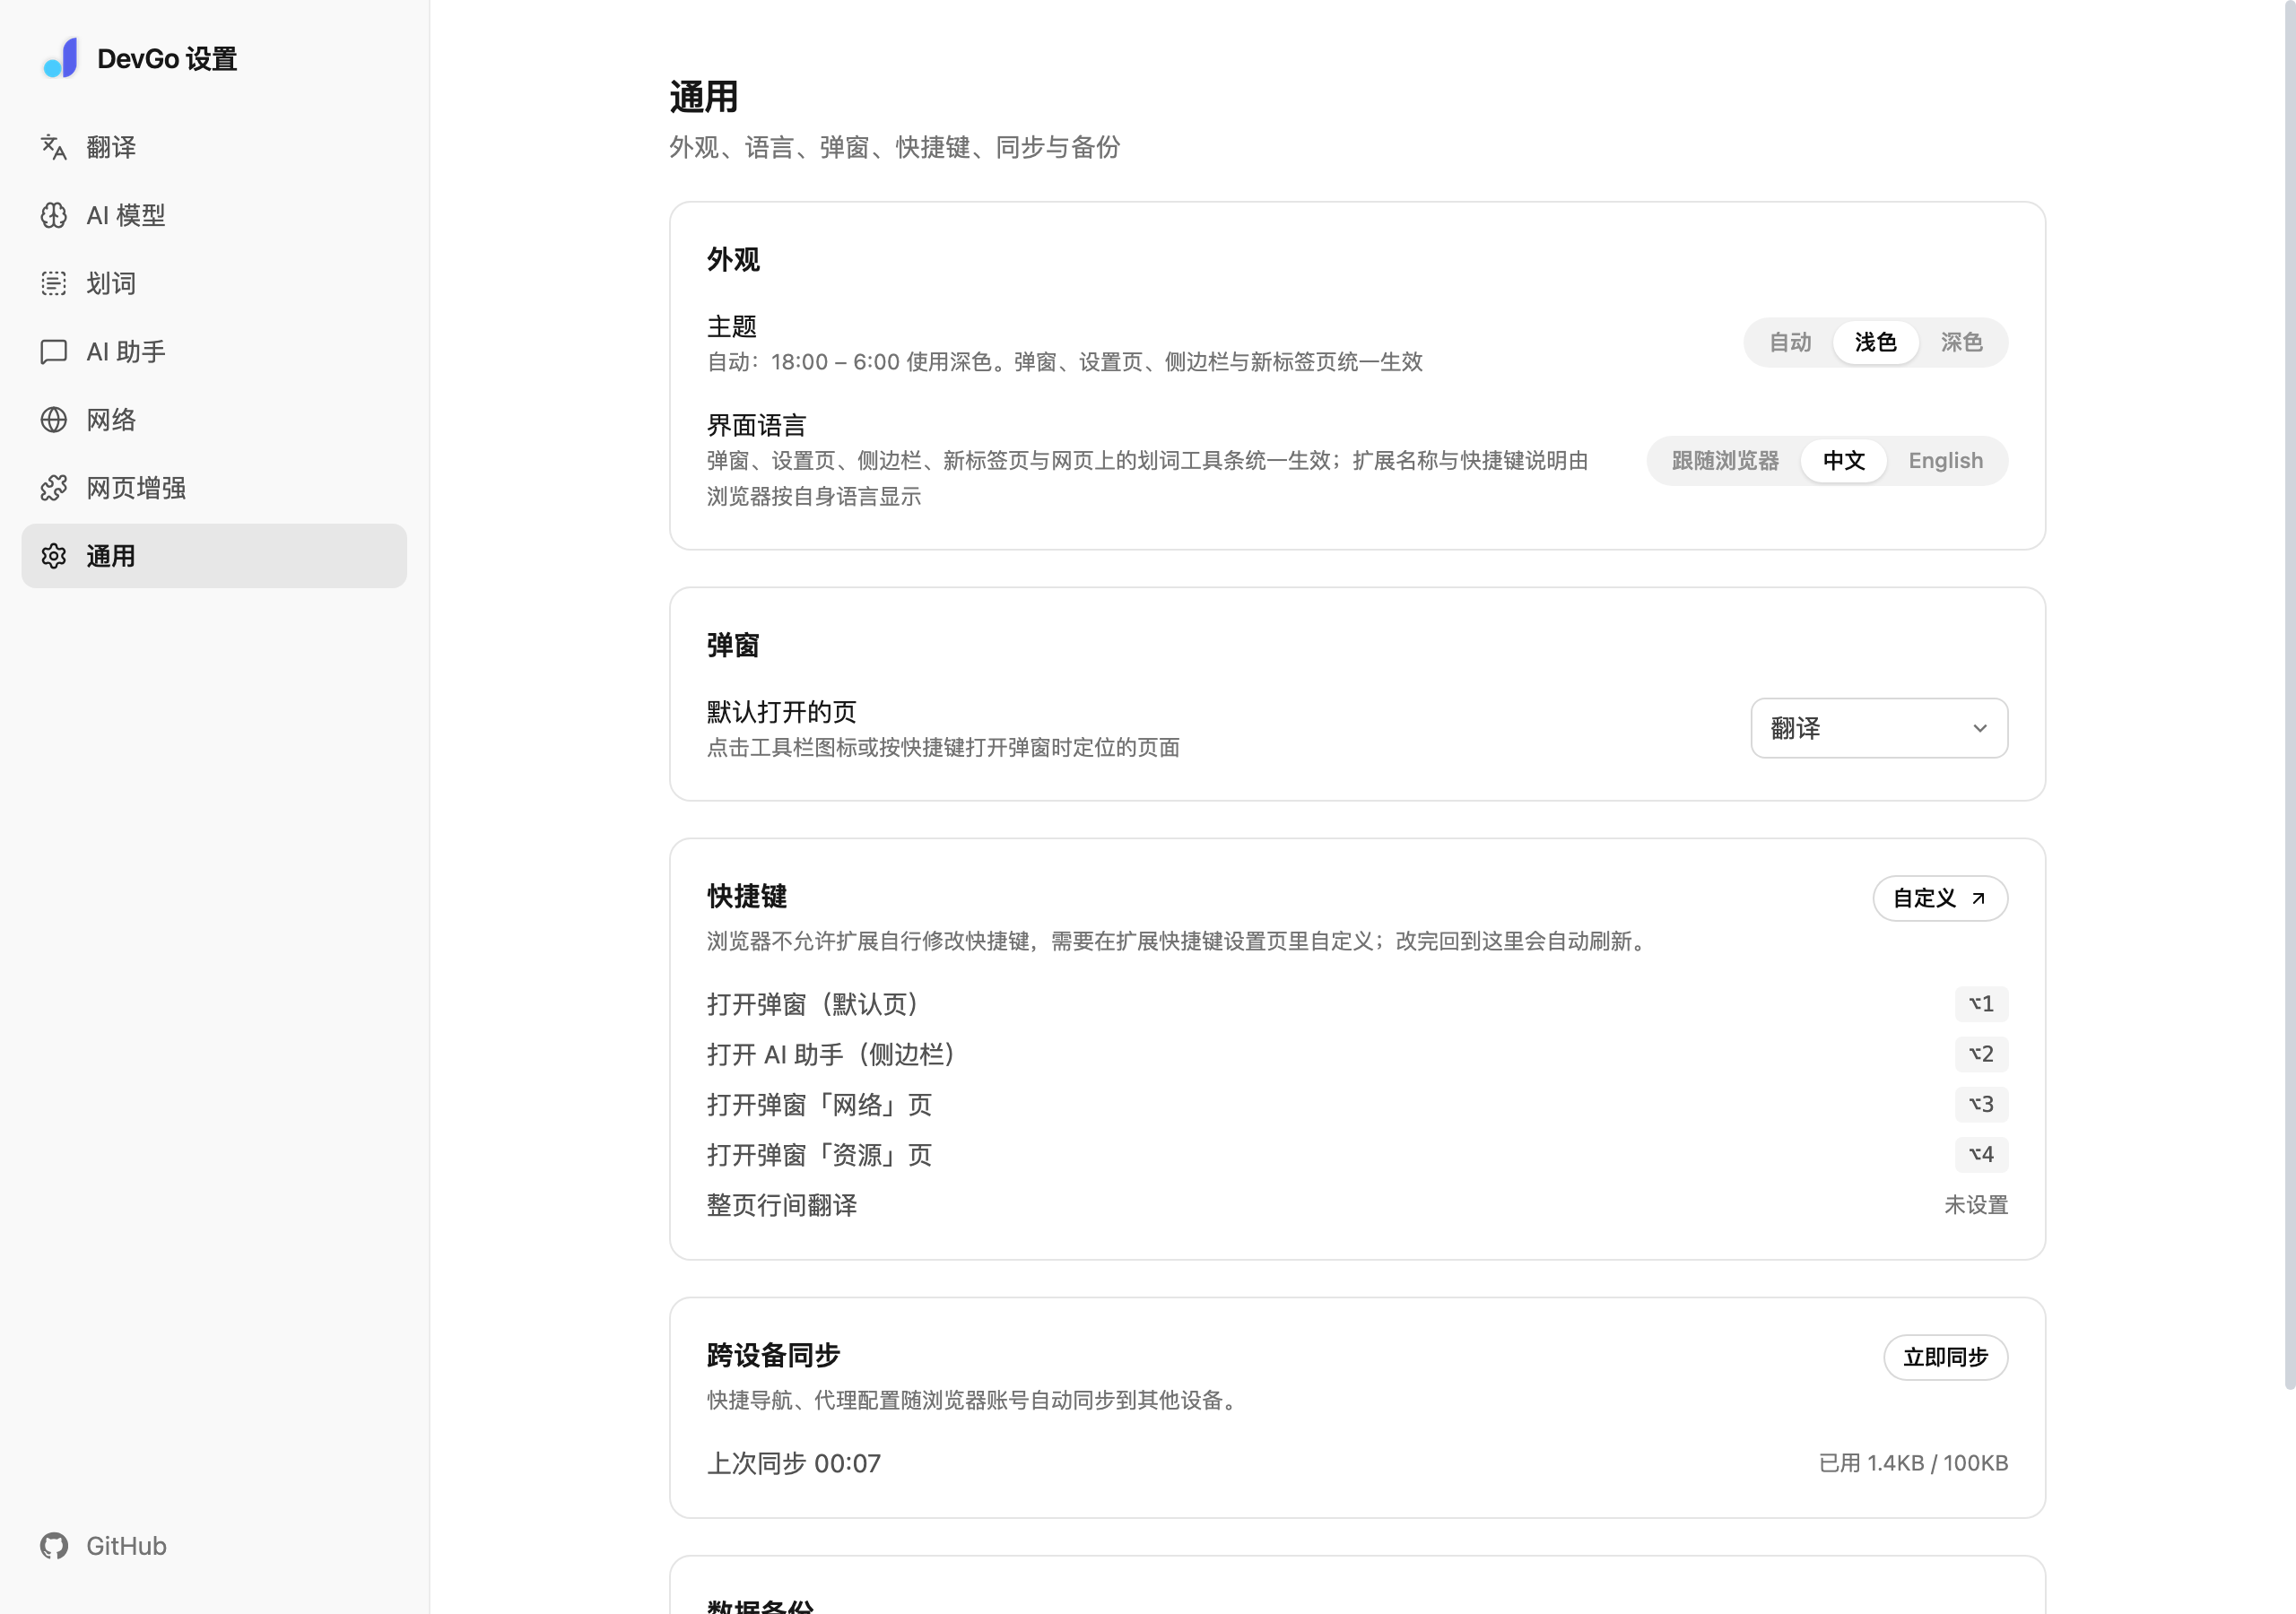 DevGo 设置
翻译
AI 模型
划词
AI 助手
网络
网页增强
通用
GitHub
通用
外观、语言、弹窗、快捷键、同步与备份
外观
主题
自动：18:00 – 6:00 使用深色。弹窗、设置页、侧边栏与新标签页统一生效
自动 浅色 深色
界面语言
弹窗、设置页、侧边栏、新标签页与网页上的划词工具条统一生效；扩展名称与快捷键说明由
浏览器按自身语言显示
跟随浏览器 中文 English
弹窗
默认打开的页
点击工具栏图标或按快捷键打开弹窗时定位的页面
翻译
快捷键
自定义
浏览器不允许扩展自行修改快捷键，需要在扩展快捷键设置页里自定义；改完回到这里会自动刷新。
打开弹窗（默认页） ⌥1
打开 AI 助手（侧边栏） ⌥2
打开弹窗「网络」页 ⌥3
打开弹窗「资源」页 ⌥4
整页行间翻译 未设置
跨设备同步
立即同步
快捷导航、代理配置随浏览器账号自动同步到其他设备。
上次同步 00:07 已用 1.4KB / 100KB
数据备份